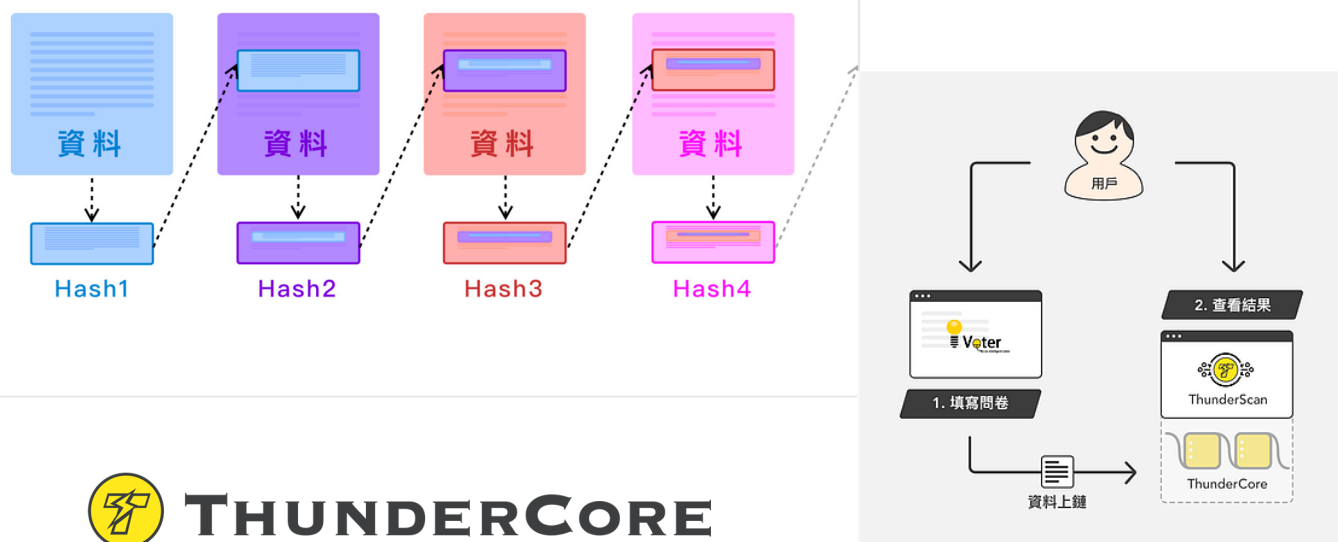 資料
資料
資料
資料
Hash1
Hash2
Hash3
Hash4
THUNDERCORE
用戶
Voter
1. 填寫問卷
資料上鏈
2. 查看結果
ThunderScan
ThunderCore